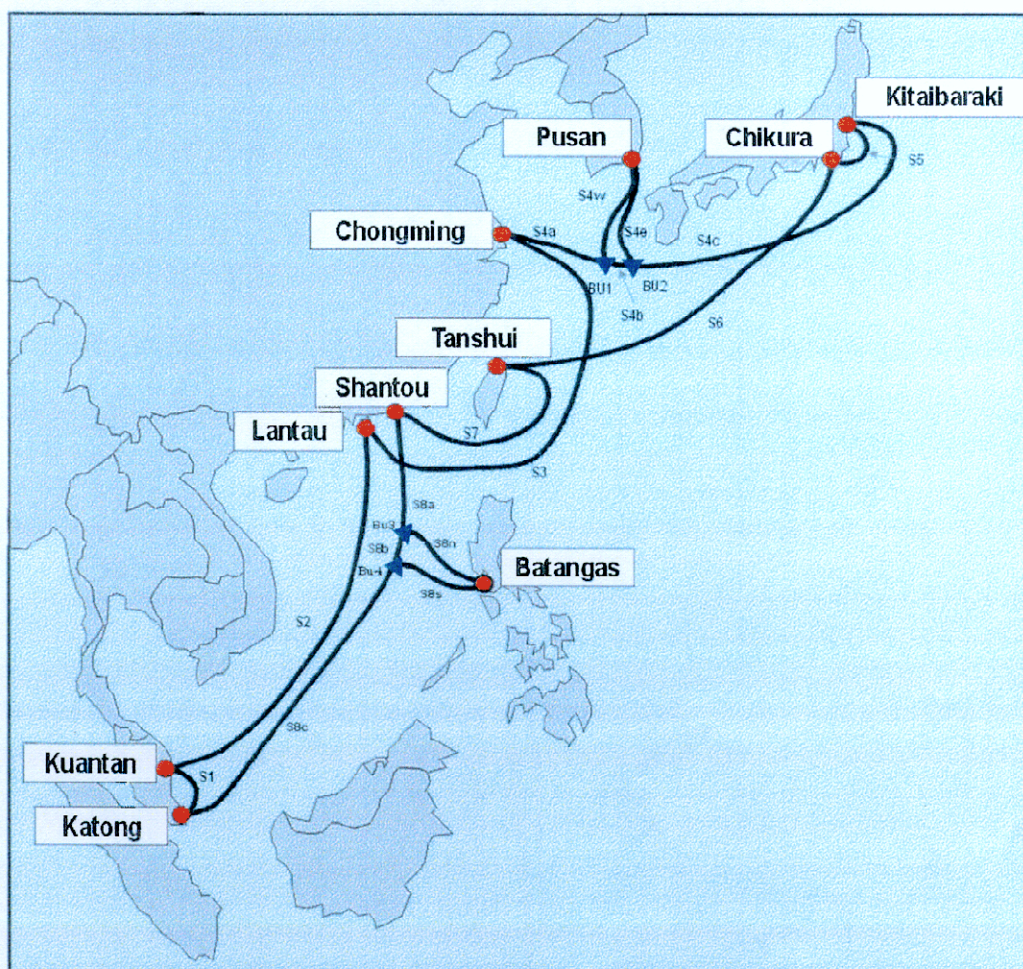 Kitaibaraki
Pusan
Chikura
S5
S4w
Chongming
S4a
S4e
S4c
BU1
BU2
S4b
Tanshui
S6
Shantou
Lantau
S7
S3
S8a
Bu3
S8n
S8b
Bu4
Batangas
S8s
S2
S8c
Kuantan
S1
Katong